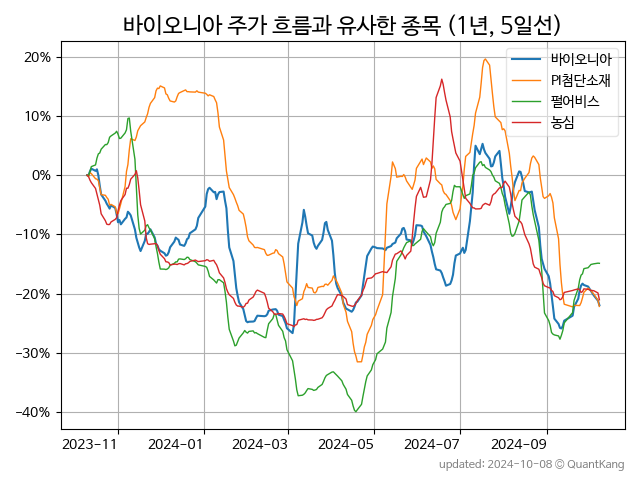 바이오니아 주가 흐름과 유사한 종목 (1년, 5일선)
바이오니아
PI첨단소재
펄어비스
농심
20%
10%
0%
−10%
−20%
−30%
−40%
2023-11
2024-01
2024-03
2024-05
2024-07
2024-09
updated: 2024-10-08 © QuantKang